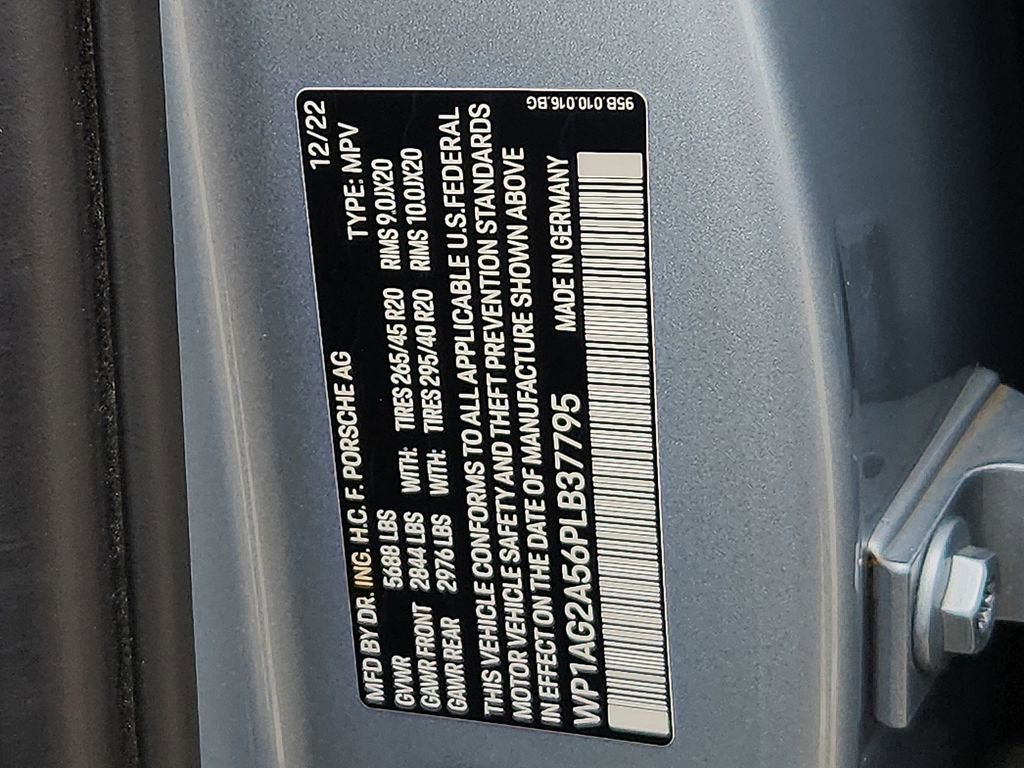 12/22
MFD BY DR. ING. H.C. F. PORSCHE AG TYPE: MPV
GVWR 5688 LBS
GAWR FRONT 2844 LBS WITH: TIRES 265/45 R20 RIMS 9.0JX20
GAWR REAR 2976 LBS WITH: TIRES 295/40 R20 RIMS 10.0JX20
THIS VEHICLE CONFORMS TO ALL APPLICABLE U.S.FEDERAL
MOTOR VEHICLE SAFETY AND THEFT PREVENTION STANDARDS
IN EFFECT ON THE DATE OF MANUFACTURE SHOWN ABOVE
WP1AG2A56PLB37795 MADE IN GERMANY
95B.010.016.BG